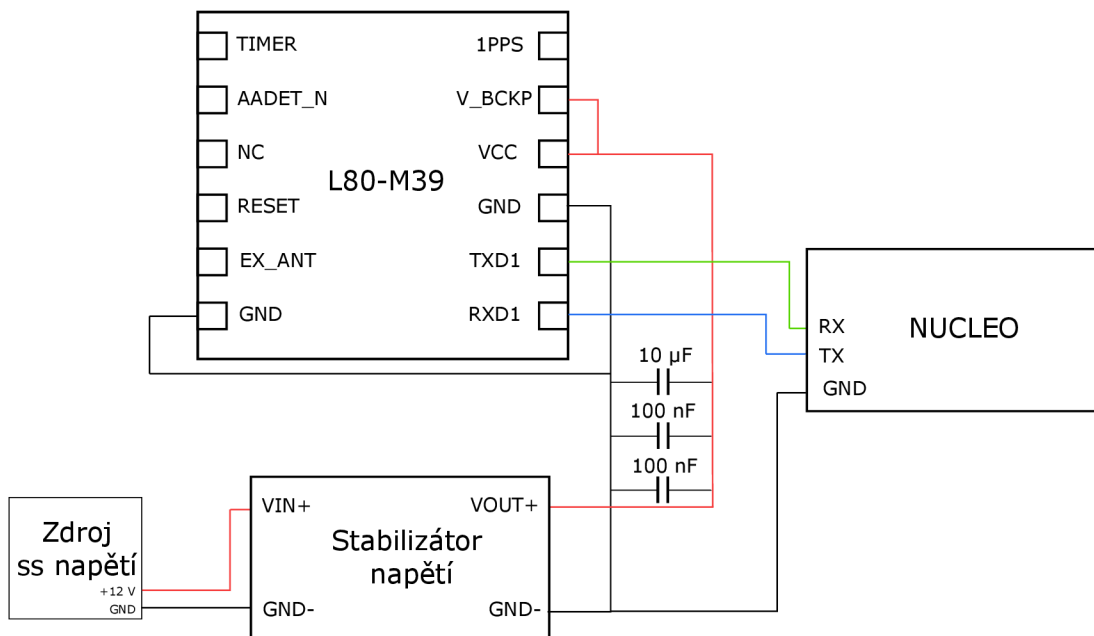 TIMER
1PPS
AADET_N
V_BCKP
NC
VCC
L80-M39
RESET
GND
EX_ANT
TXD1
GND
RXD1
RX
NUCLEO
TX
GND
10 µF
100 nF
100 nF
VIN+
VOUT+
Zdroj
ss napětí
+12 V
GND
Stabilizátor
napětí
GND-
GND-